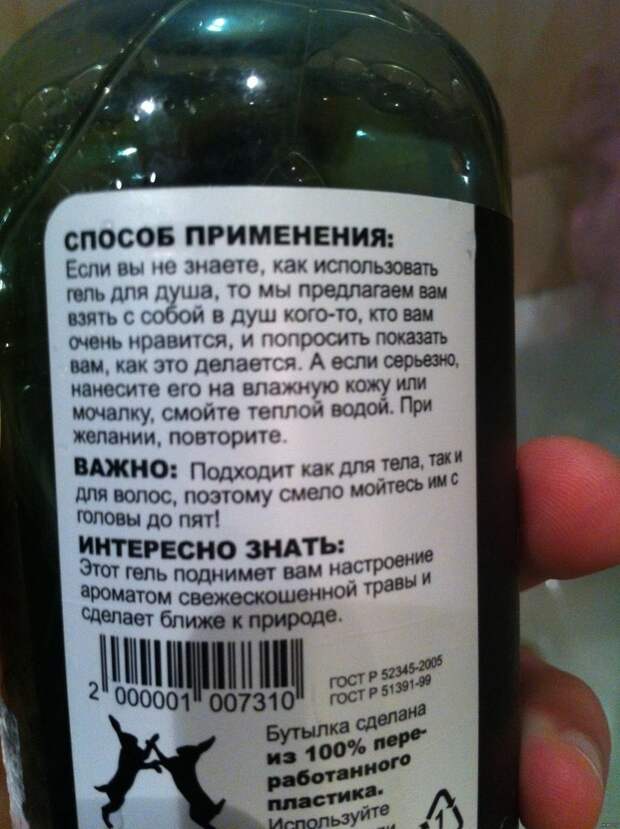 СПОСОБ ПРИМЕНЕНИЯ:
Если вы не знаете, как использовать
гель для душа, то мы предлагаем вам
взять с собой в душ кого-то, кто вам
очень нравится, и попросить показать
вам, как это делается. А если серьезно,
нанесите его на влажную кожу или
мочалку, смойте теплой водой. При
желании, повторите.
ВАЖНО: Подходит как для тела, так и
для волос, поэтому смело мойтесь им с
головы до пят!
ИНТЕРЕСНО ЗНАТЬ:
Этот гель поднимет вам настроение
ароматом свежескошенной травы и
сделает ближе к природе.
ГОСТ Р 52345-2005
ГОСТ Р 51391-99
2 000001 007310
Бутылка сделана
из 100% пере-
работанного
пластика.
Используйте
1